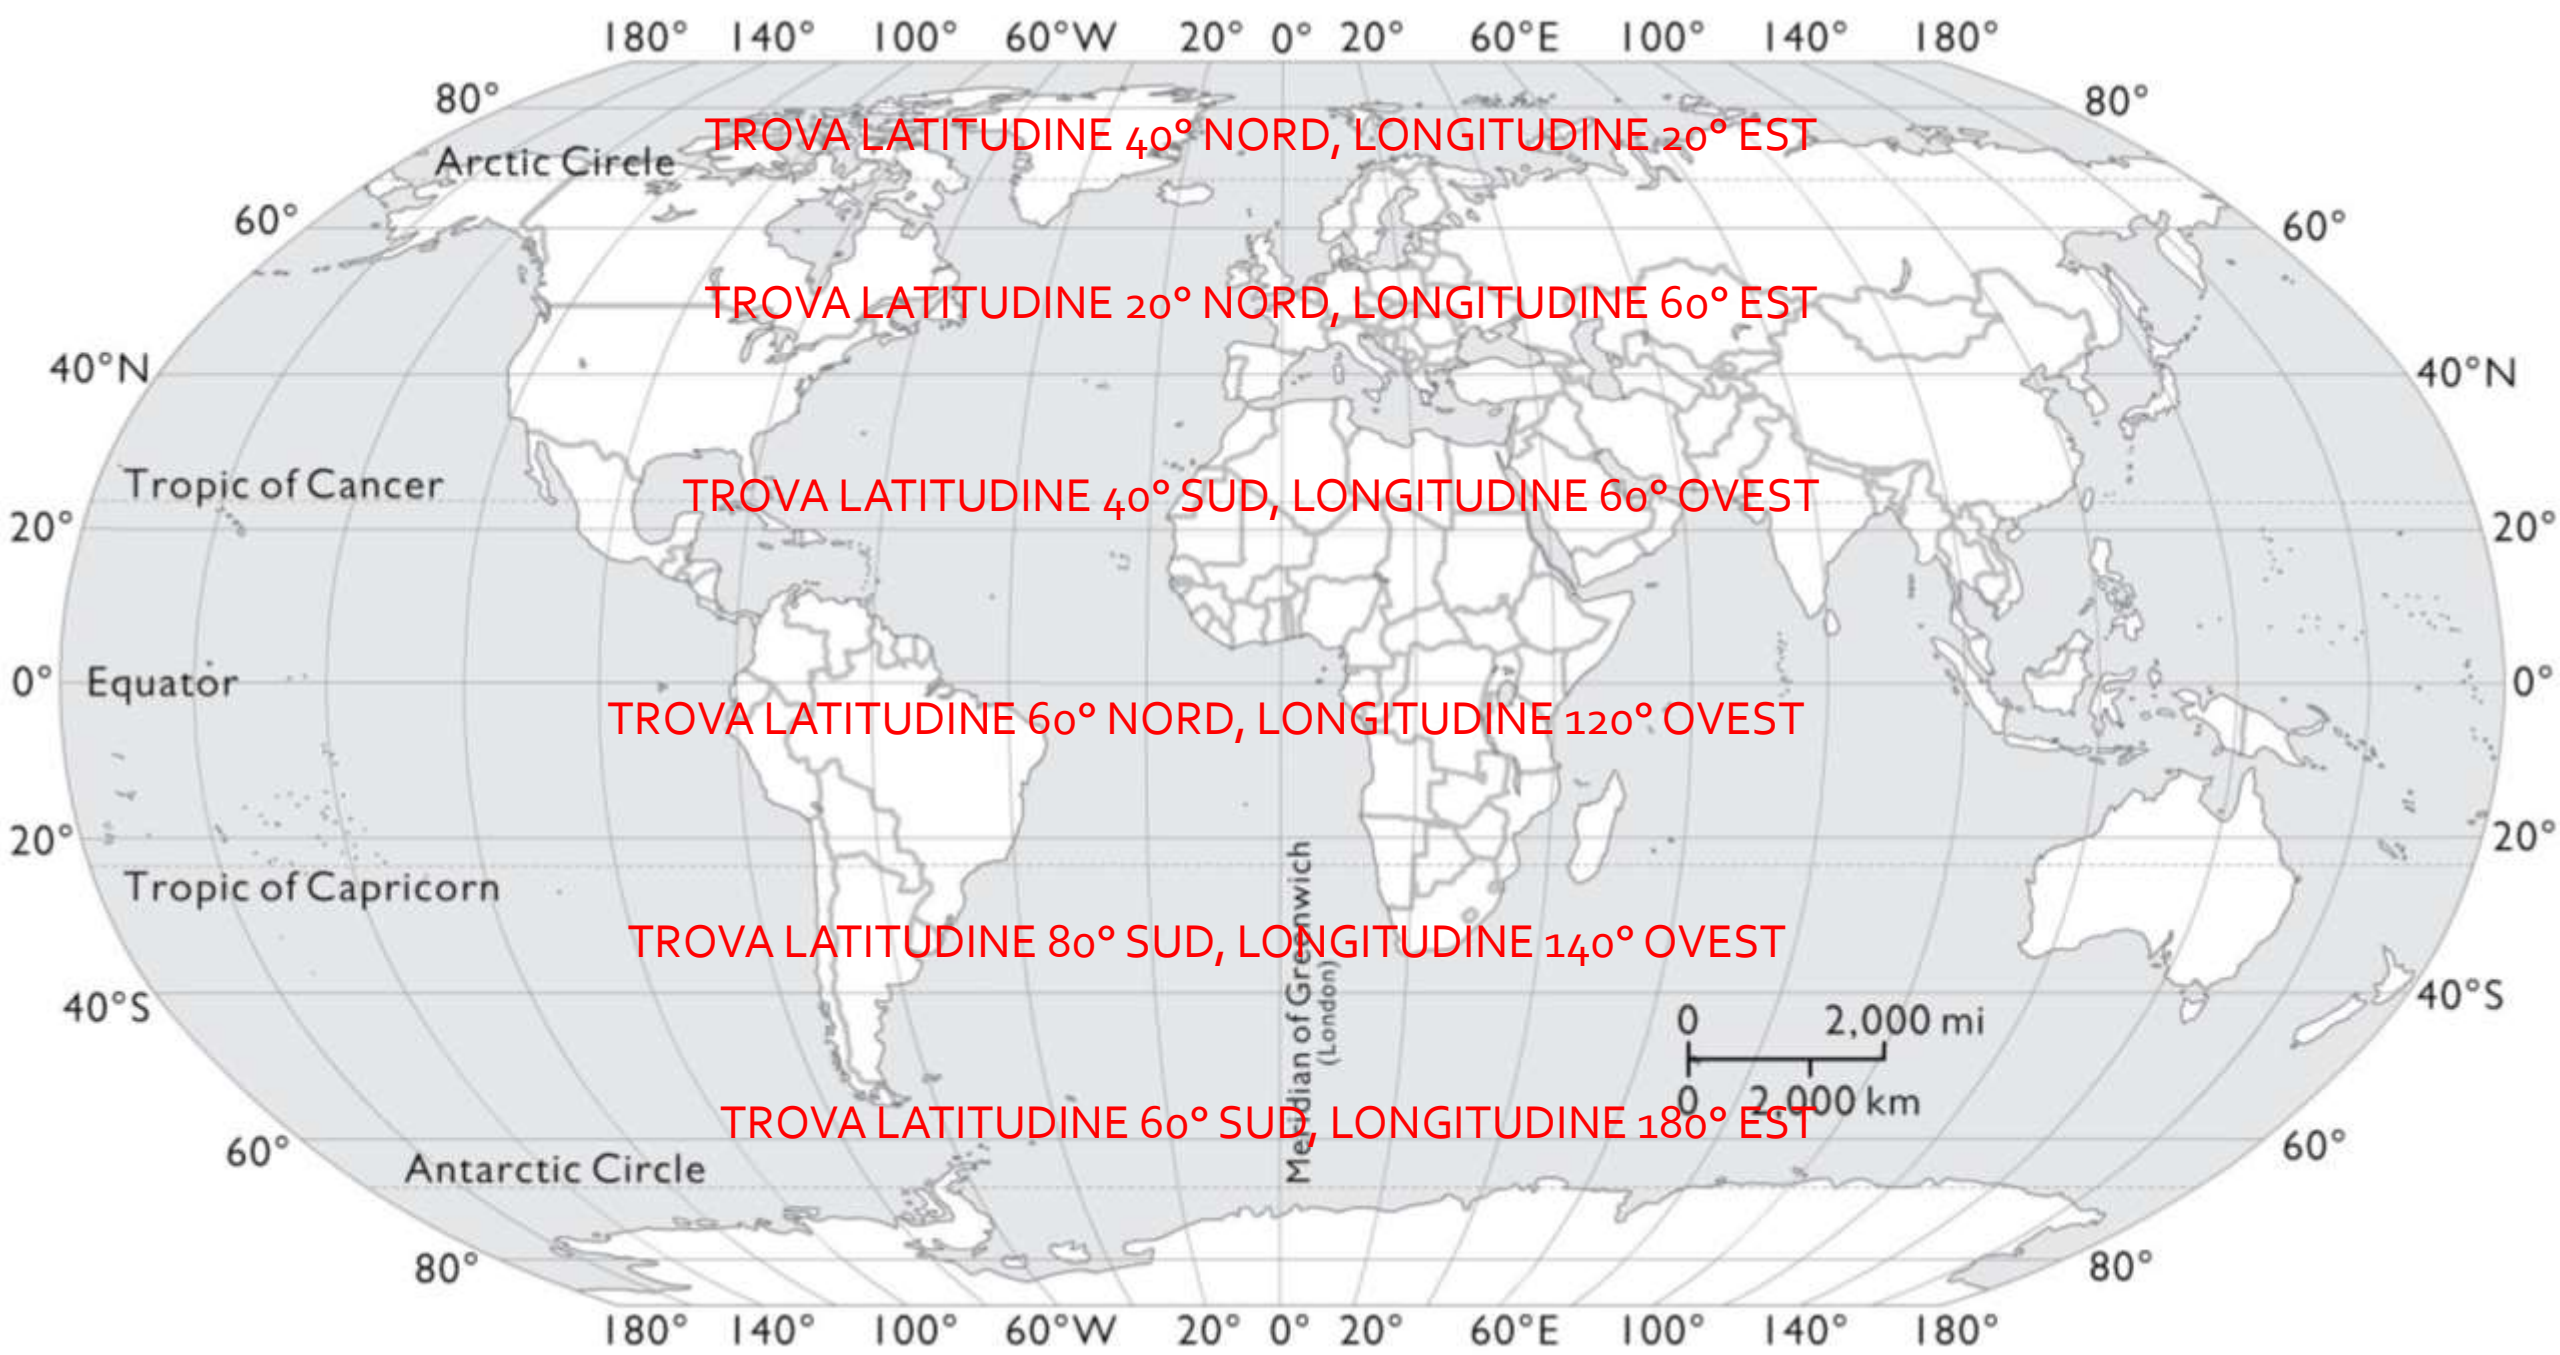 180° 140° 100° 60°W 20° 0° 20° 60°E 100° 140° 180°
80° 80°
TROVA LATITUDINE 40° NORD, LONGITUDINE 20° EST
Arctic Circle
60° 60°
TROVA LATITUDINE 20° NORD, LONGITUDINE 60° EST
40°N 40°N
Tropic of Cancer
TROVA LATITUDINE 40° SUD, LONGITUDINE 60° OVEST
20° 20°
0° Equator 0°
TROVA LATITUDINE 60° NORD, LONGITUDINE 120° OVEST
20° 20°
Tropic of Capricorn
Meridian of Greenwich
(London)
TROVA LATITUDINE 80° SUD, LONGITUDINE 140° OVEST
40°S 40°S
0 2,000 mi
0 2,000 km
TROVA LATITUDINE 60° SUD, LONGITUDINE 180° EST
60° 60°
Antarctic Circle
80° 80°
180° 140° 100° 60°W 20° 0° 20° 60°E 100° 140° 180°